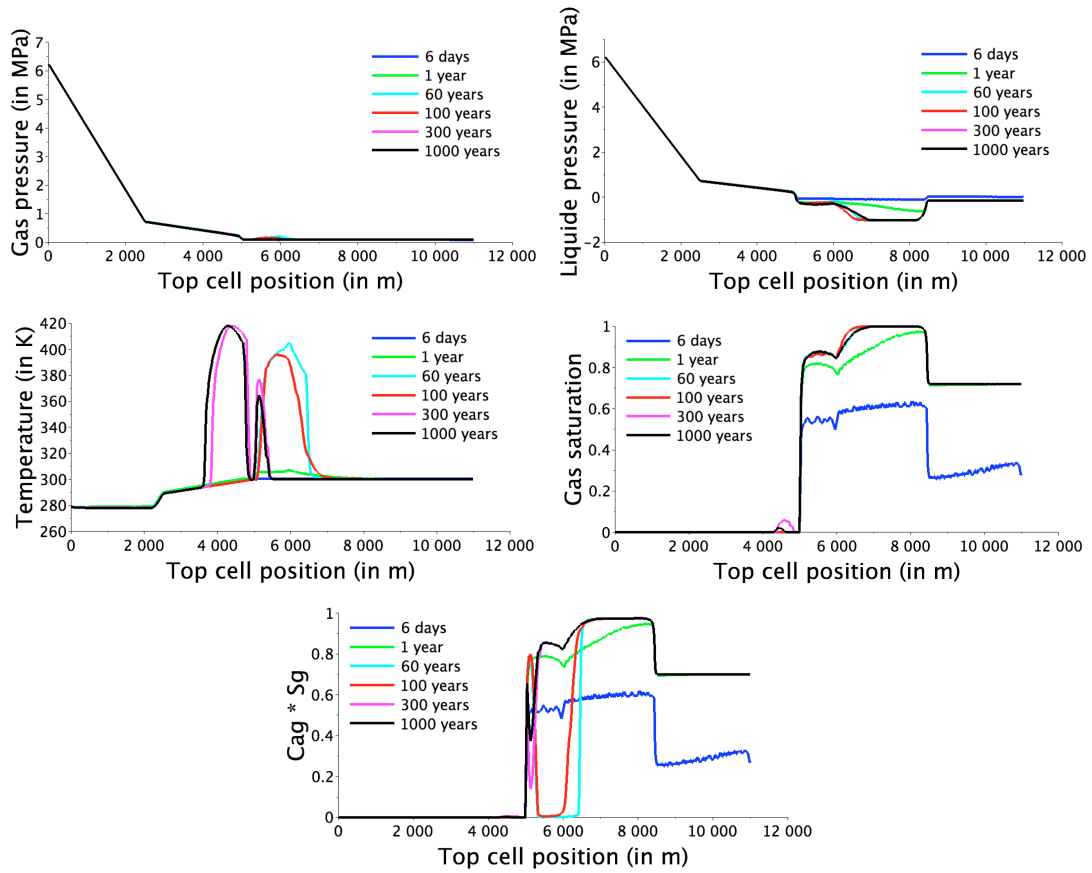 Gas pressure (in MPa)
7
6
5
4
3
2
1
0
0
2 000
4 000
6 000
8 000
10 000
12 000
Top cell position (in m)
6 days
1 year
60 years
100 years
300 years
1000 years
Liquide pressure (in MPa)
6
4
2
0
−2
0
2 000
4 000
6 000
8 000
10 000
12 000
Top cell position (in m)
6 days
1 year
60 years
100 years
300 years
1000 years
Temperature (in K)
420
400
380
360
340
320
300
280
260
0
2 000
4 000
6 000
8 000
10 000
12 000
Top cell position (in m)
6 days
1 year
60 years
100 years
300 years
1000 years
Gas saturation
1
0.8
0.6
0.4
0.2
0
0
2 000
4 000
6 000
8 000
10 000
12 000
Top cell position (in m)
6 days
1 year
60 years
100 years
300 years
1000 years
Cag * Sg
1
0.8
0.6
0.4
0.2
0
0
2 000
4 000
6 000
8 000
10 000
12 000
Top cell position (in m)
6 days
1 year
60 years
100 years
300 years
1000 years